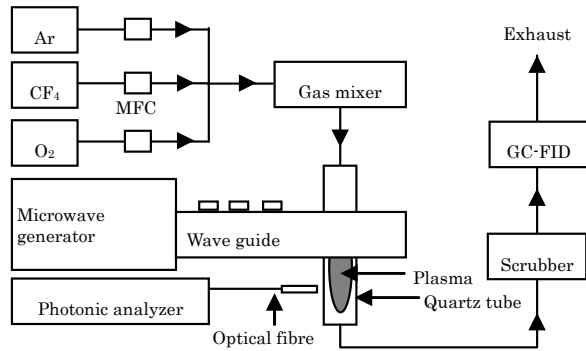 Ar
CF₄
MFC
O₂
Gas mixer
Exhaust
GC-FID
Microwave
generator
Wave guide
Scrubber
Plasma
Quartz tube
Photonic analyzer
Optical fibre